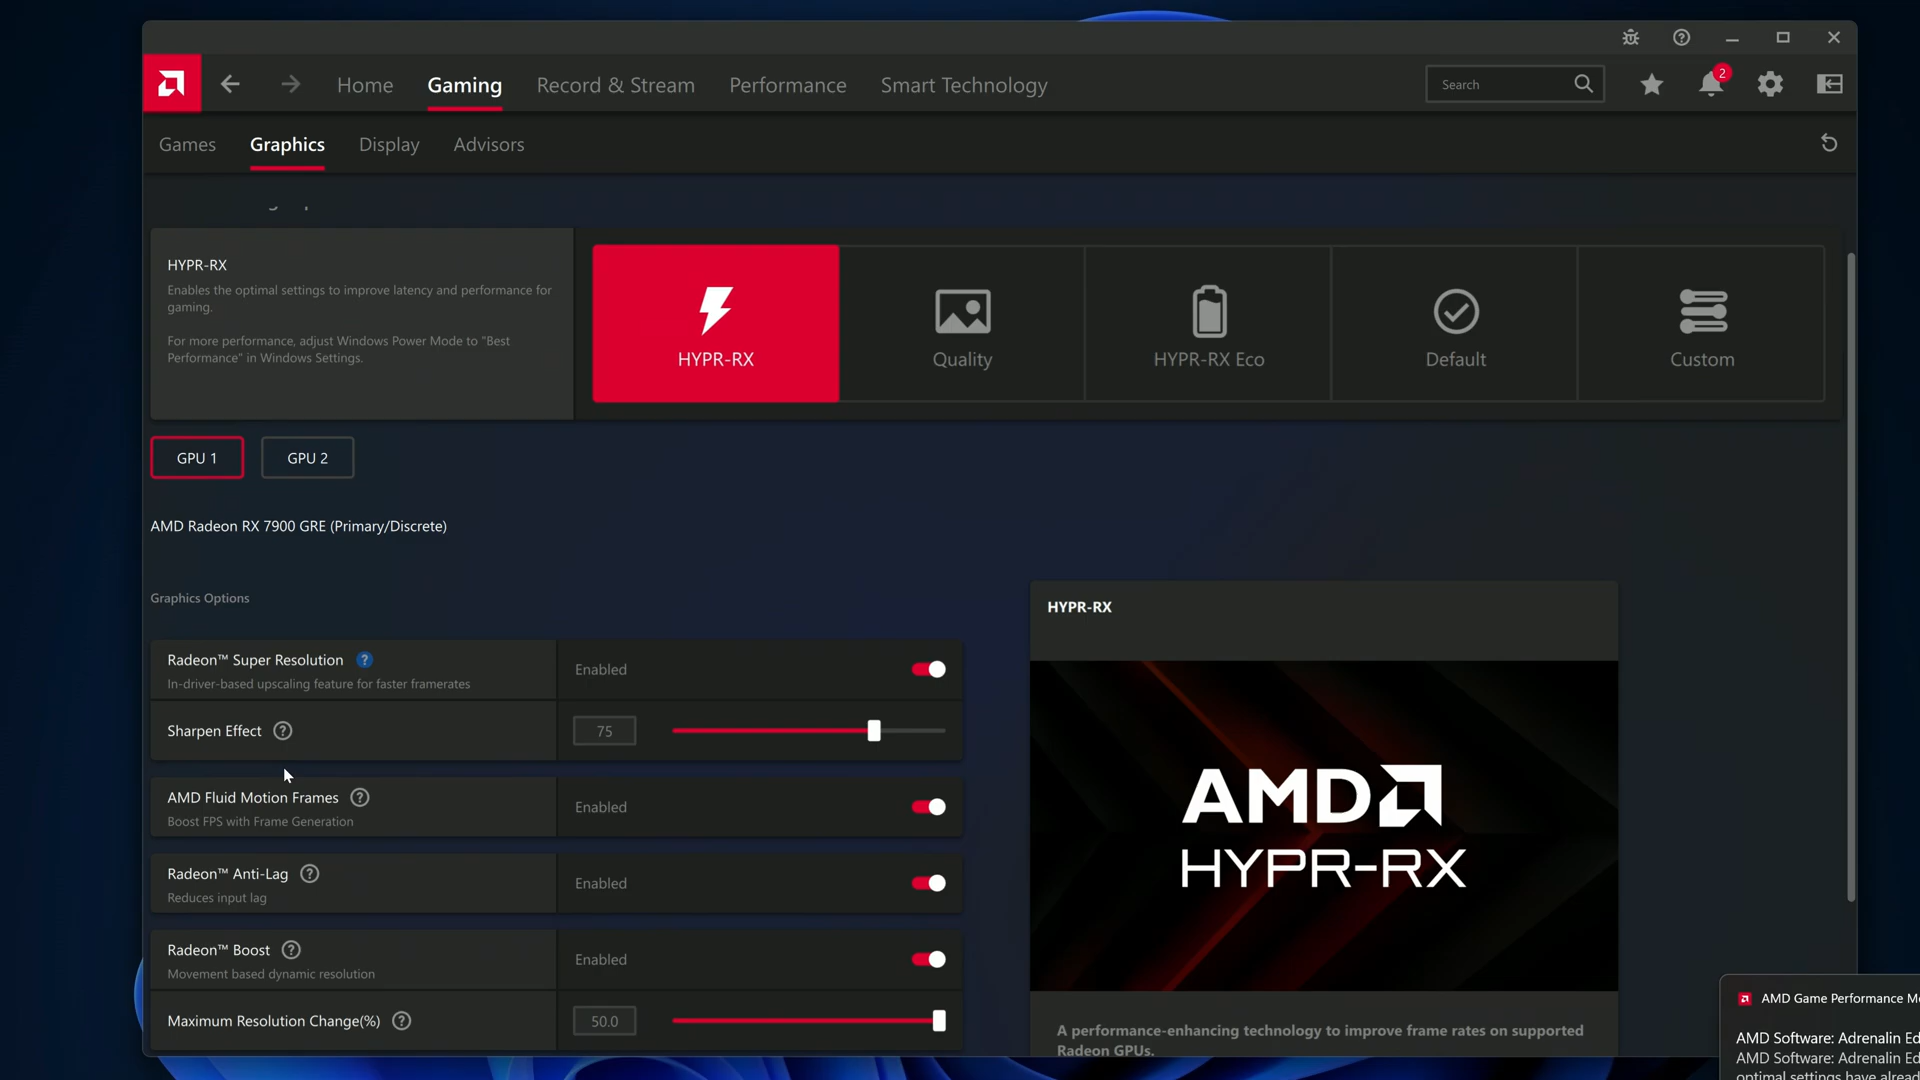 Home
Gaming
Record & Stream
Performance
Smart Technology
Search
2
Games
Graphics
Display
Advisors
HYPR-RX
Enables the optimal settings to improve latency and performance for
gaming.
For more performance, adjust Windows Power Mode to "Best
Performance" in Windows Settings.
HYPR-RX
Quality
HYPR-RX Eco
Default
Custom
GPU 1
GPU 2
AMD Radeon RX 7900 GRE (Primary/Discrete)
Graphics Options
Radeon™ Super Resolution ?
In-driver-based upscaling feature for faster framerates
Enabled
Sharpen Effect ?
75
AMD Fluid Motion Frames ?
Boost FPS with Frame Generation
Enabled
Radeon™ Anti-Lag ?
Reduces input lag
Enabled
Radeon™ Boost ?
Movement based dynamic resolution
Enabled
Maximum Resolution Change(%) ?
50.0
HYPR-RX
AMD
HYPR-RX
A performance-enhancing technology to improve frame rates on supported
Radeon GPUs.
AMD Game Performance
AMD Software: Adrenalin Ed
AMD Software: Adrenalin Ed
optimal settings have